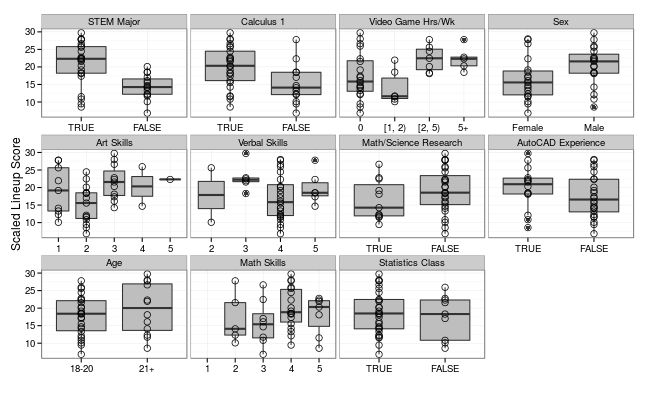 STEM Major Calculus 1 Video Game Hrs/Wk Sex
30
25
20
15
10
TRUE FALSE TRUE FALSE 0 [1, 2) [2, 5) 5+ Female Male
Scaled Lineup Score
Art Skills Verbal Skills Math/Science Research AutoCAD Experience
30
25
20
15
10
1 2 3 4 5 2 3 4 5 TRUE FALSE TRUE FALSE
Age Math Skills Statistics Class
30
25
20
15
10
18-20 21+ 1 2 3 4 5 TRUE FALSE